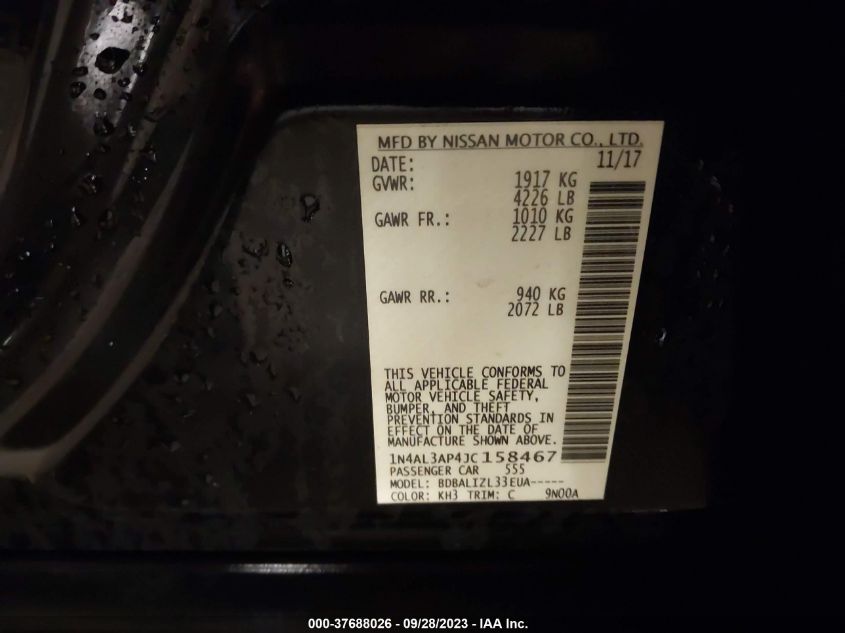 MFD BY NISSAN MOTOR CO., LTD.
DATE: 11/17
GVWR: 1917 KG
4226 LB
GAWR FR.: 1010 KG
2227 LB
GAWR RR.: 940 KG
2072 LB
THIS VEHICLE CONFORMS TO
ALL APPLICABLE FEDERAL
MOTOR VEHICLE SAFETY,
BUMPER, AND THEFT
PREVENTION STANDARDS IN
EFFECT ON THE DATE OF
MANUFACTURE SHOWN ABOVE.
1N4AL3AP4JC158467
PASSENGER CAR 555
MODEL: BDBALIZL33EUA-----
COLOR: KH3 TRIM: C 9N00A
000-37688026 - 09/28/2023 - IAA Inc.